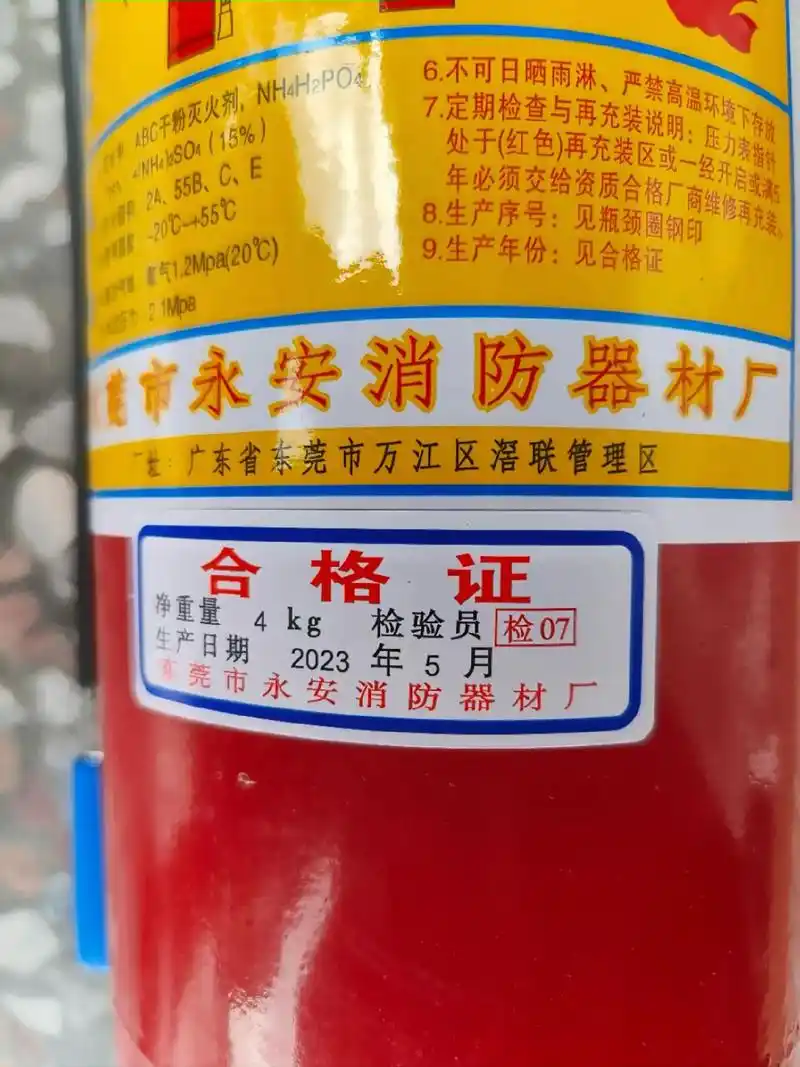 ABC干粉灭火剂，NH₄H₂PO₄
(NH₄)₂SO₄（15%）
2A、55B、C、E
-20℃~+55℃
氮气1.2Mpa(20℃)
2.1Mpa
6.不可日晒雨淋、严禁高温环境下存放
7.定期检查与再充装说明：压力表指针
处于(红色)再充装区或一经开启或满5
年必须交给资质合格厂商维修再充装。
8.生产序号：见瓶颈圈钢印
9.生产年份：见合格证
东莞市永安消防器材厂
厂址：广东省东莞市万江区滘联管理区
合格证
净重量 4 kg 检验员 检07
生产日期 2023 年 5 月
东莞市永安消防器材厂